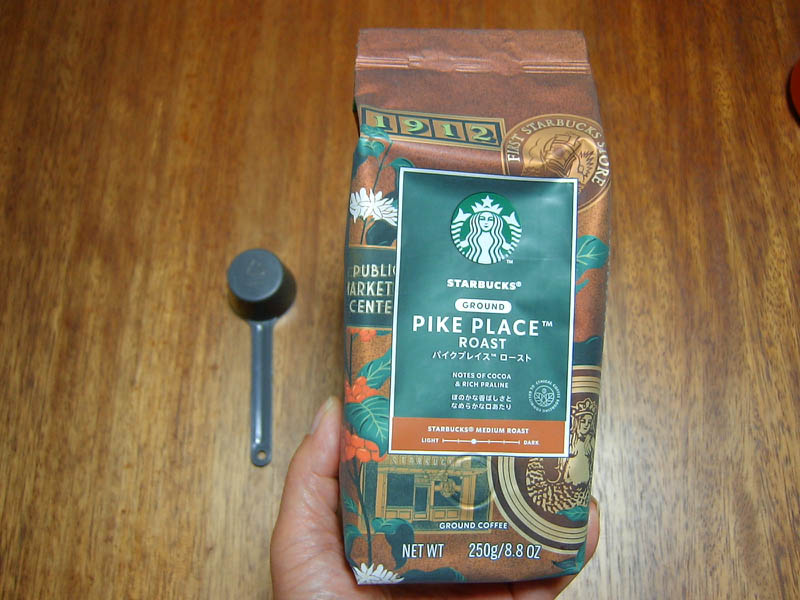 1912
FIRST STARBUCKS STORE
PUBLIC
MARKET
CENTE
TM
STARBUCKS®
GROUND
PIKE PLACE™
ROAST
パイクプレイス™ ロースト
NOTES OF COCOA
& RICH PRALINE
ほのかな香ばしさと
なめらかな口あたり
STARBUCKS® MEDIUM ROAST
LIGHT DARK
STARBUCKS
GROUND COFFEE
NET WT 250g/8.8 OZ